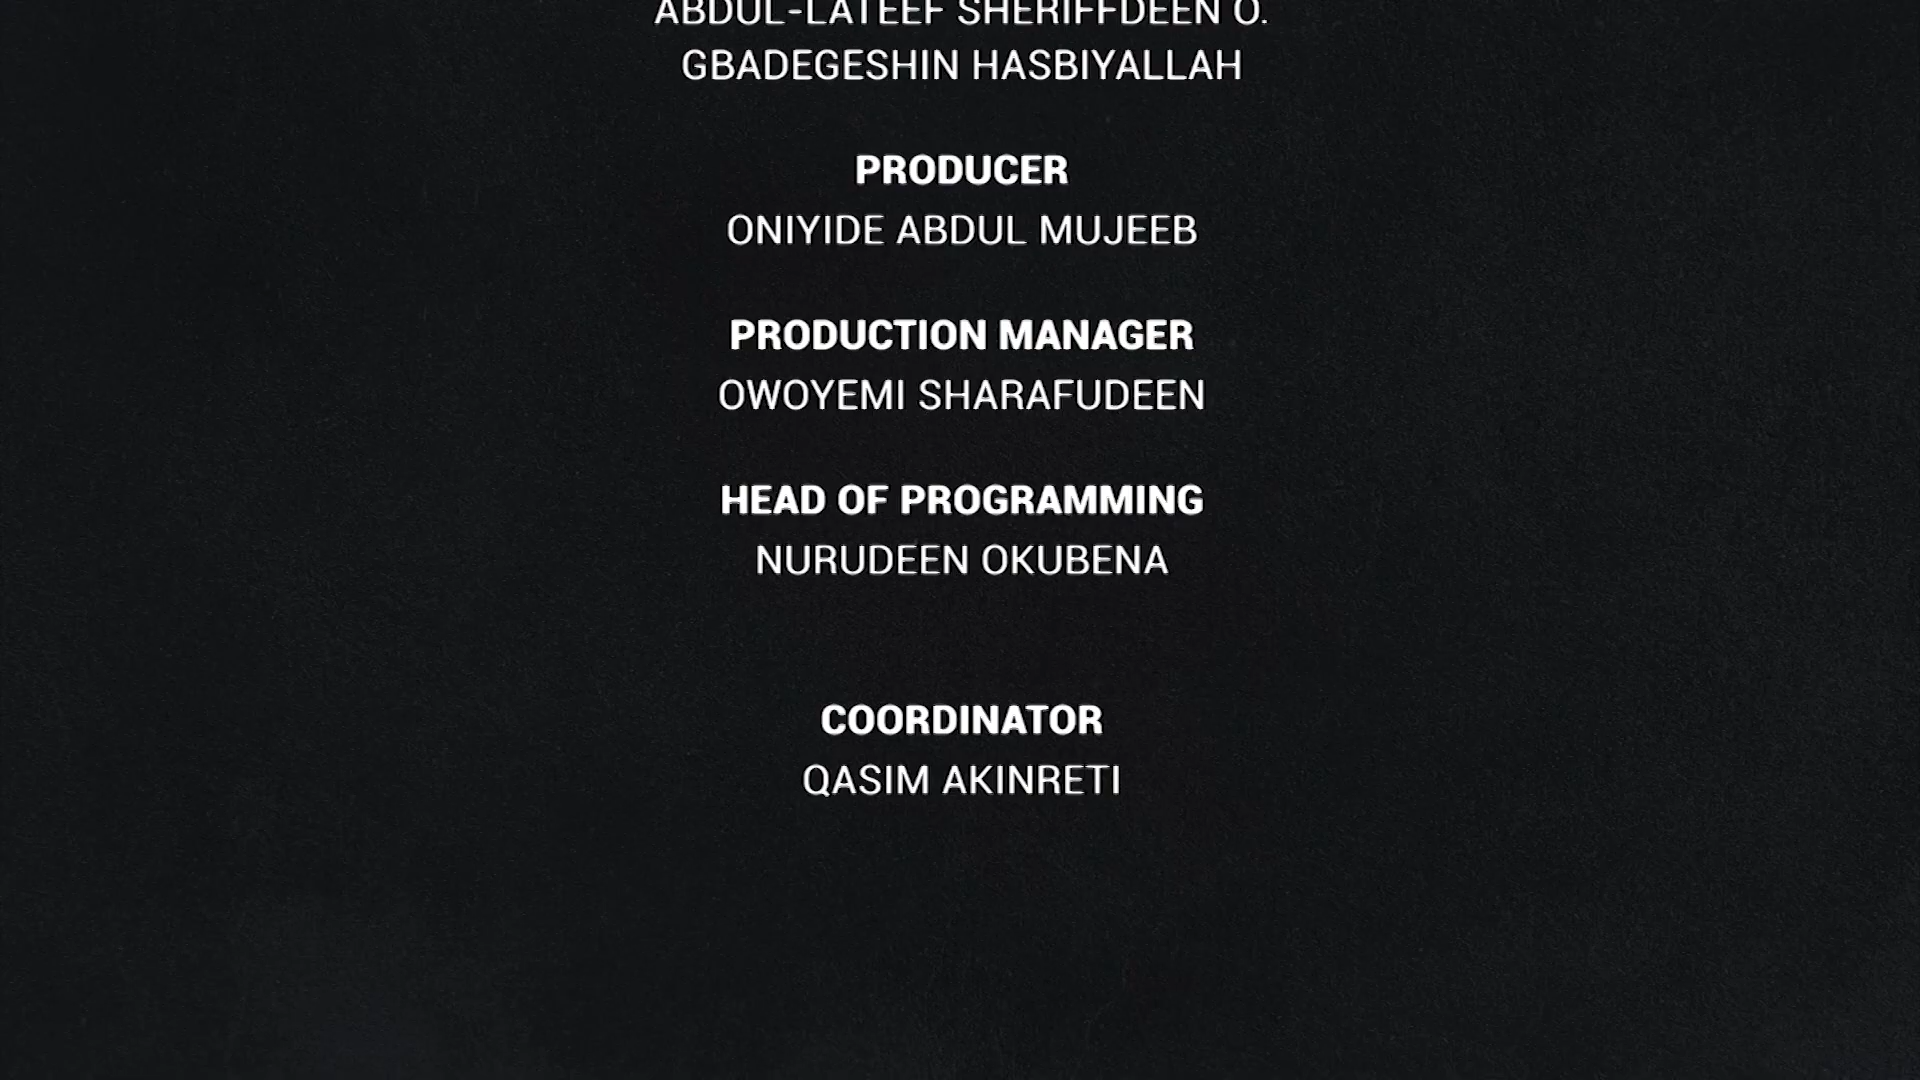 ABDUL-LATEEF SHERIFFDEEN O.
GBADEGESHIN HASBIYALLAH
PRODUCER
ONIYIDE ABDUL MUJEEB
PRODUCTION MANAGER
OWOYEMI SHARAFUDEEN
HEAD OF PROGRAMMING
NURUDEEN OKUBENA
COORDINATOR
QASIM AKINRETI